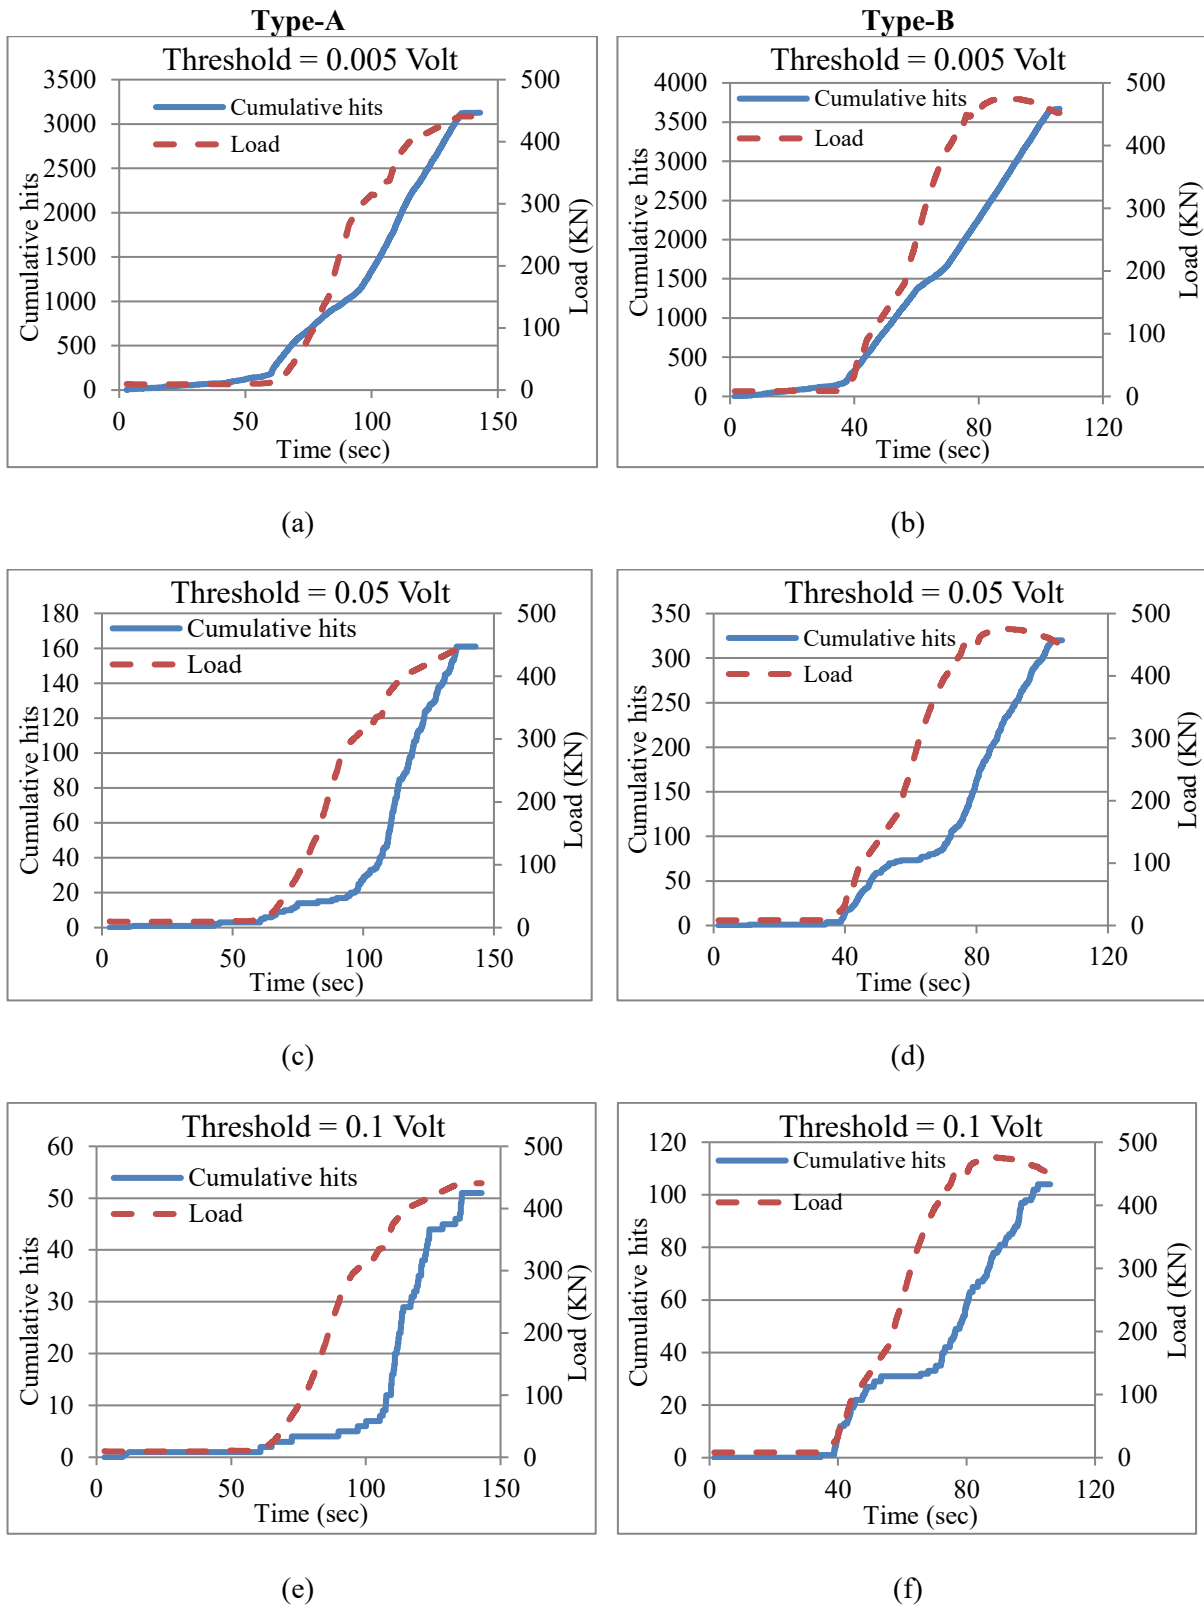 Type-A
Type-B
Threshold = 0.005 Volt
3500
3000
2500
2000
1500
1000
500
0
Cumulative hits
Cumulative hits
Load
500
400
300
200
100
0
Load (KN)
0
50
100
150
Time (sec)
(a)
Threshold = 0.005 Volt
4000
3500
3000
2500
2000
1500
1000
500
0
Cumulative hits
Cumulative hits
Load
500
400
300
200
100
0
Load (KN)
0
40
80
120
Time (sec)
(b)
Threshold = 0.05 Volt
180
160
140
120
100
80
60
40
20
0
Cumulative hits
Cumulative hits
Load
500
400
300
200
100
0
Load (KN)
0
50
100
150
Time (sec)
(c)
Threshold = 0.05 Volt
350
300
250
200
150
100
50
0
Cumulative hits
Cumulative hits
Load
500
400
300
200
100
0
Load (KN)
0
40
80
120
Time (sec)
(d)
Threshold = 0.1 Volt
60
50
40
30
20
10
0
Cumulative hits
Cumulative hits
Load
500
400
300
200
100
0
Load (KN)
0
50
100
150
Time (sec)
(e)
Threshold = 0.1 Volt
120
100
80
60
40
20
0
Cumulative hits
Cumulative hits
Load
500
400
300
200
100
0
Load (KN)
0
40
80
120
Time (sec)
(f)